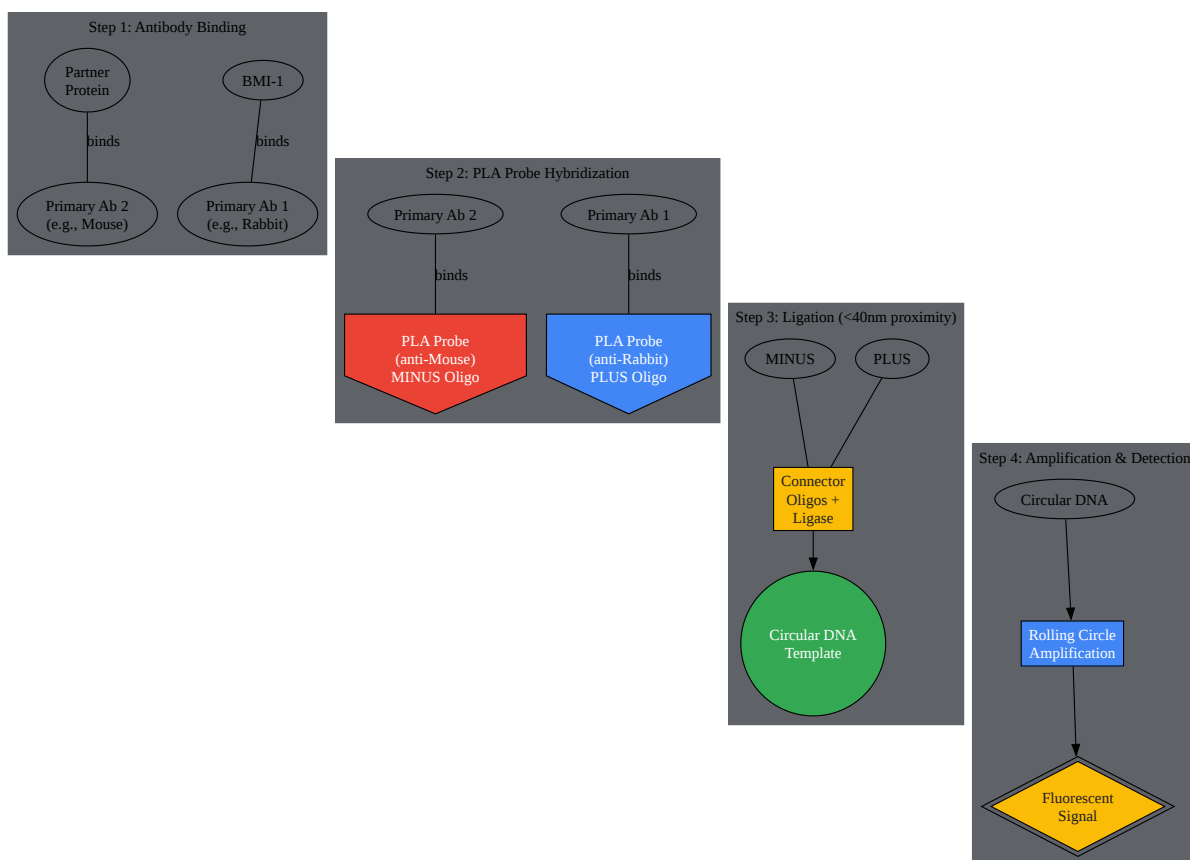 Step 1: Antibody Binding
Partner
Protein
BMI-1
binds
binds
Primary Ab 2
(e.g., Mouse)
Primary Ab 1
(e.g., Rabbit)
Step 2: PLA Probe Hybridization
Primary Ab 2
Primary Ab 1
binds
binds
PLA Probe
(anti-Mouse)
MINUS Oligo
PLA Probe
(anti-Rabbit)
PLUS Oligo
Step 3: Ligation (<40nm proximity)
MINUS
PLUS
Connector
Oligos +
Ligase
Circular DNA
Template
Step 4: Amplification & Detection
Circular DNA
Rolling Circle
Amplification
Fluorescent
Signal